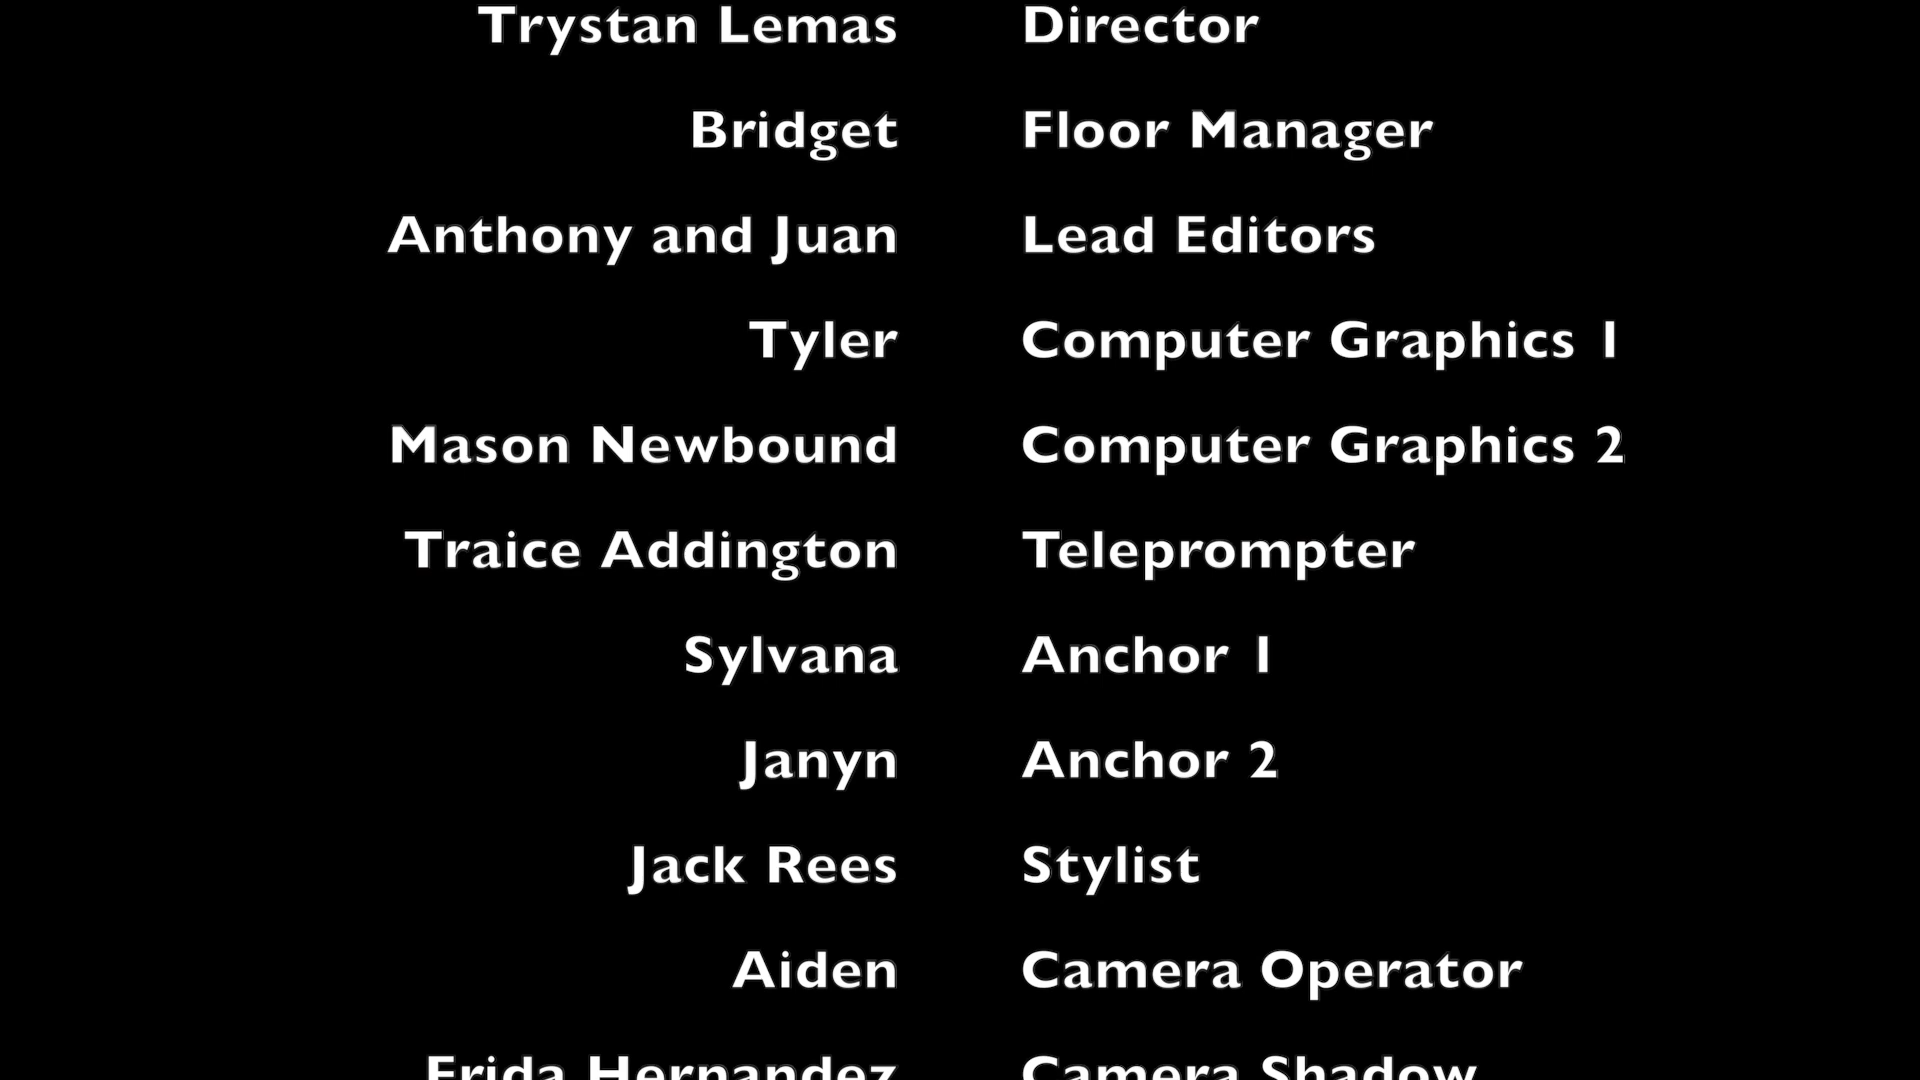 Trystan Lemas Director
Bridget Floor Manager
Anthony and Juan Lead Editors
Tyler Computer Graphics 1
Mason Newbound Computer Graphics 2
Traice Addington Teleprompter
Sylvana Anchor 1
Janyn Anchor 2
Jack Rees Stylist
Aiden Camera Operator
Frida Hernandez Camera Shadow